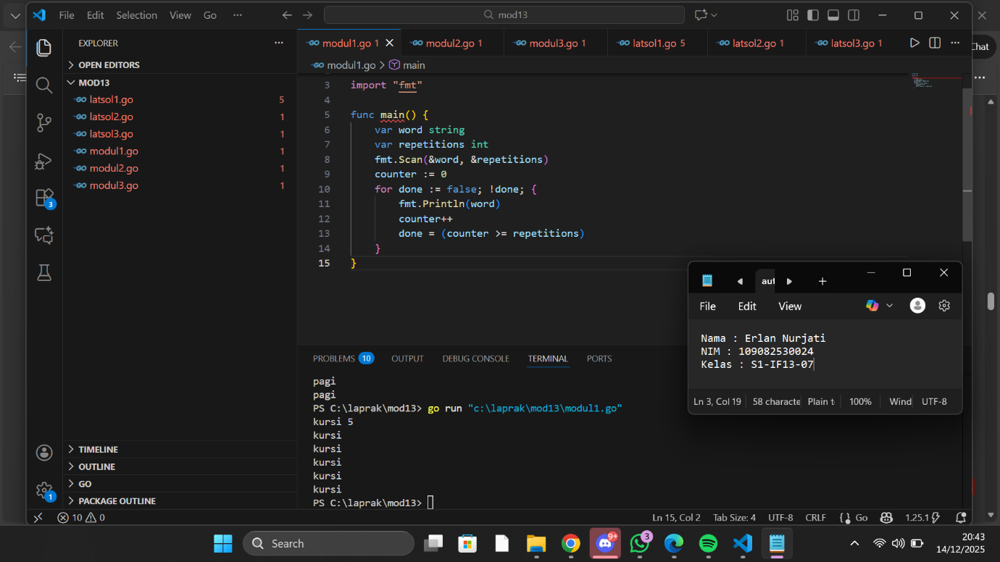 File Edit Selection View Go ··· mod13
EXPLORER ···
OPEN EDITORS
MOD13
latsol1.go 5
latsol2.go 1
latsol3.go 1
modul1.go 1
modul2.go 1
modul3.go 1
TIMELINE
OUTLINE
GO
PACKAGE OUTLINE
3
1
modul1.go 1 modul2.go 1 modul3.go 1 latsol1.go 5 latsol2.go 1 latsol3.go 1
modul1.go > main
3 import "fmt"
4
5 func main() {
6 var word string
7 var repetitions int
8 fmt.Scan(&word, &repetitions)
9 counter := 0
10 for done := false; !done; {
11 fmt.Println(word)
12 counter++
13 done = (counter >= repetitions)
14 }
15 }
PROBLEMS 10 OUTPUT DEBUG CONSOLE TERMINAL PORTS
pagi
pagi
PS C:\laprak\mod13> go run "c:\laprak\mod13\modul1.go"
kursi 5
kursi
kursi
kursi
kursi
kursi
PS C:\laprak\mod13>
aut
File Edit View
Nama : Erlan Nurjati
NIM : 109082530024
Kelas : S1-IF13-07
Ln 3, Col 19 58 characte Plain t 100% Wind UTF-8
Chat
10 0 Ln 15, Col 2 Tab Size: 4 UTF-8 CRLF {} Go 1.25.1
Search 9+ 3 20:43
14/12/2025